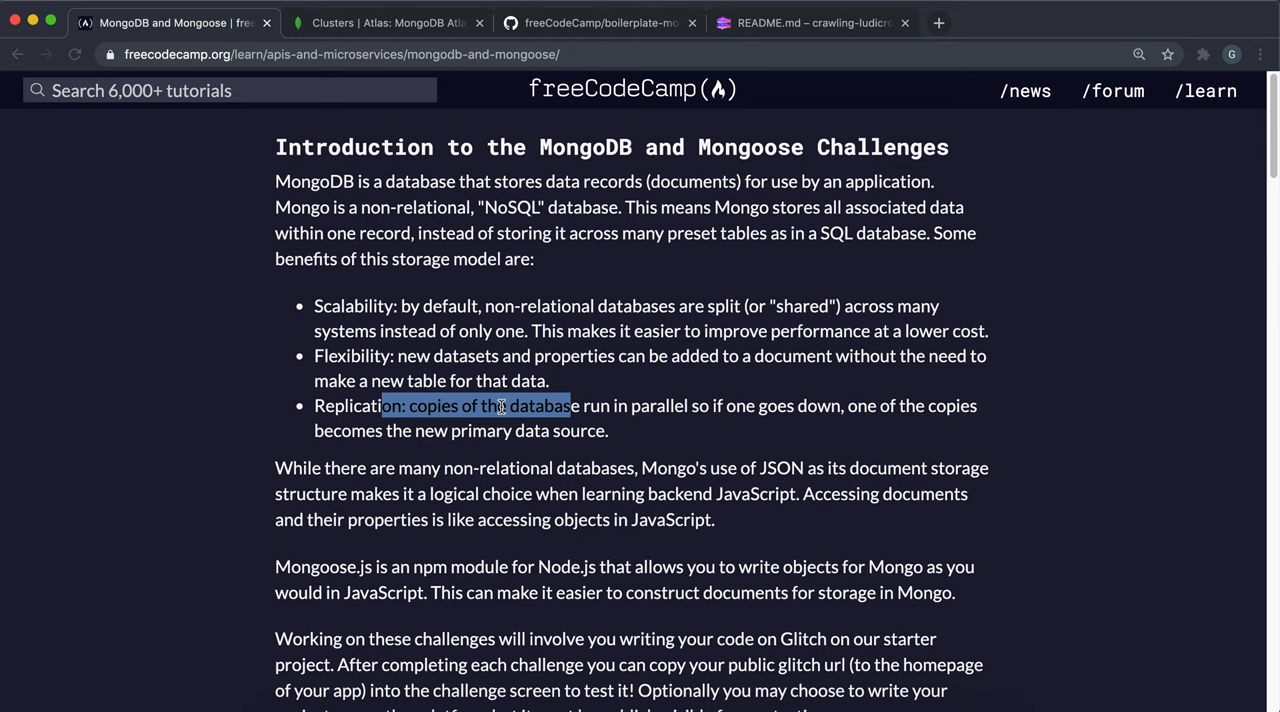 MongoDB and Mongoose | free
Clusters | Atlas: MongoDB Atla
freeCodeCamp/boilerplate-mo
README.md – crawling-ludicro
freecodecamp.org/learn/apis-and-microservices/mongodb-and-mongoose/
G
Search 6,000+ tutorials
freeCodeCamp
/news
/forum
/learn
Introduction to the MongoDB and Mongoose Challenges
MongoDB is a database that stores data records (documents) for use by an application.
Mongo is a non-relational, "NoSQL" database. This means Mongo stores all associated data
within one record, instead of storing it across many preset tables as in a SQL database. Some
benefits of this storage model are:
• Scalability: by default, non-relational databases are split (or "shared") across many
systems instead of only one. This makes it easier to improve performance at a lower cost.
• Flexibility: new datasets and properties can be added to a document without the need to
make a new table for that data.
• Replication: copies of the database run in parallel so if one goes down, one of the copies
becomes the new primary data source.
While there are many non-relational databases, Mongo's use of JSON as its document storage
structure makes it a logical choice when learning backend JavaScript. Accessing documents
and their properties is like accessing objects in JavaScript.
Mongoose.js is an npm module for Node.js that allows you to write objects for Mongo as you
would in JavaScript. This can make it easier to construct documents for storage in Mongo.
Working on these challenges will involve you writing your code on Glitch on our starter
project. After completing each challenge you can copy your public glitch url (to the homepage
of your app) into the challenge screen to test it! Optionally you may choose to write your